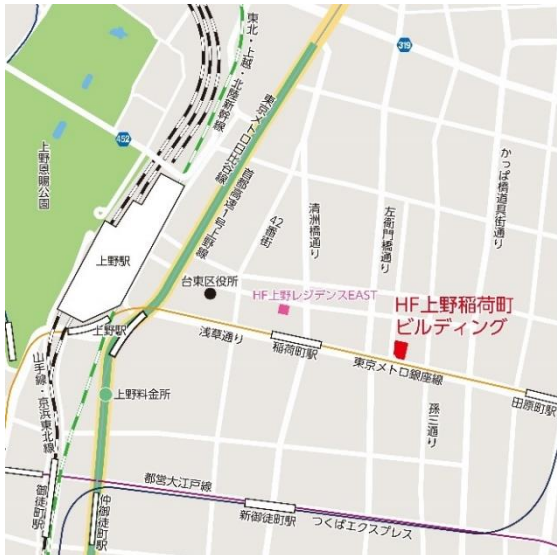 東北・上越・北陸新幹線
319
452
上野恩賜公園
東京メトロ日比谷線
首都高速1号上野線
かっぱ橋道具街通り
42番街
清洲橋通り
左衛門橋通り
上野駅
台東区役所
HF上野レジデンスEAST
HF上野稲荷町
ビルディング
上野駅
浅草通り
稲荷町駅
東京メトロ銀座線
田原町駅
山手線・京浜東北線
上野料金所
孫三通り
御徒町駅
仲御徒町駅
都営大江戸線
新御徒町駅
つくばエクスプレス